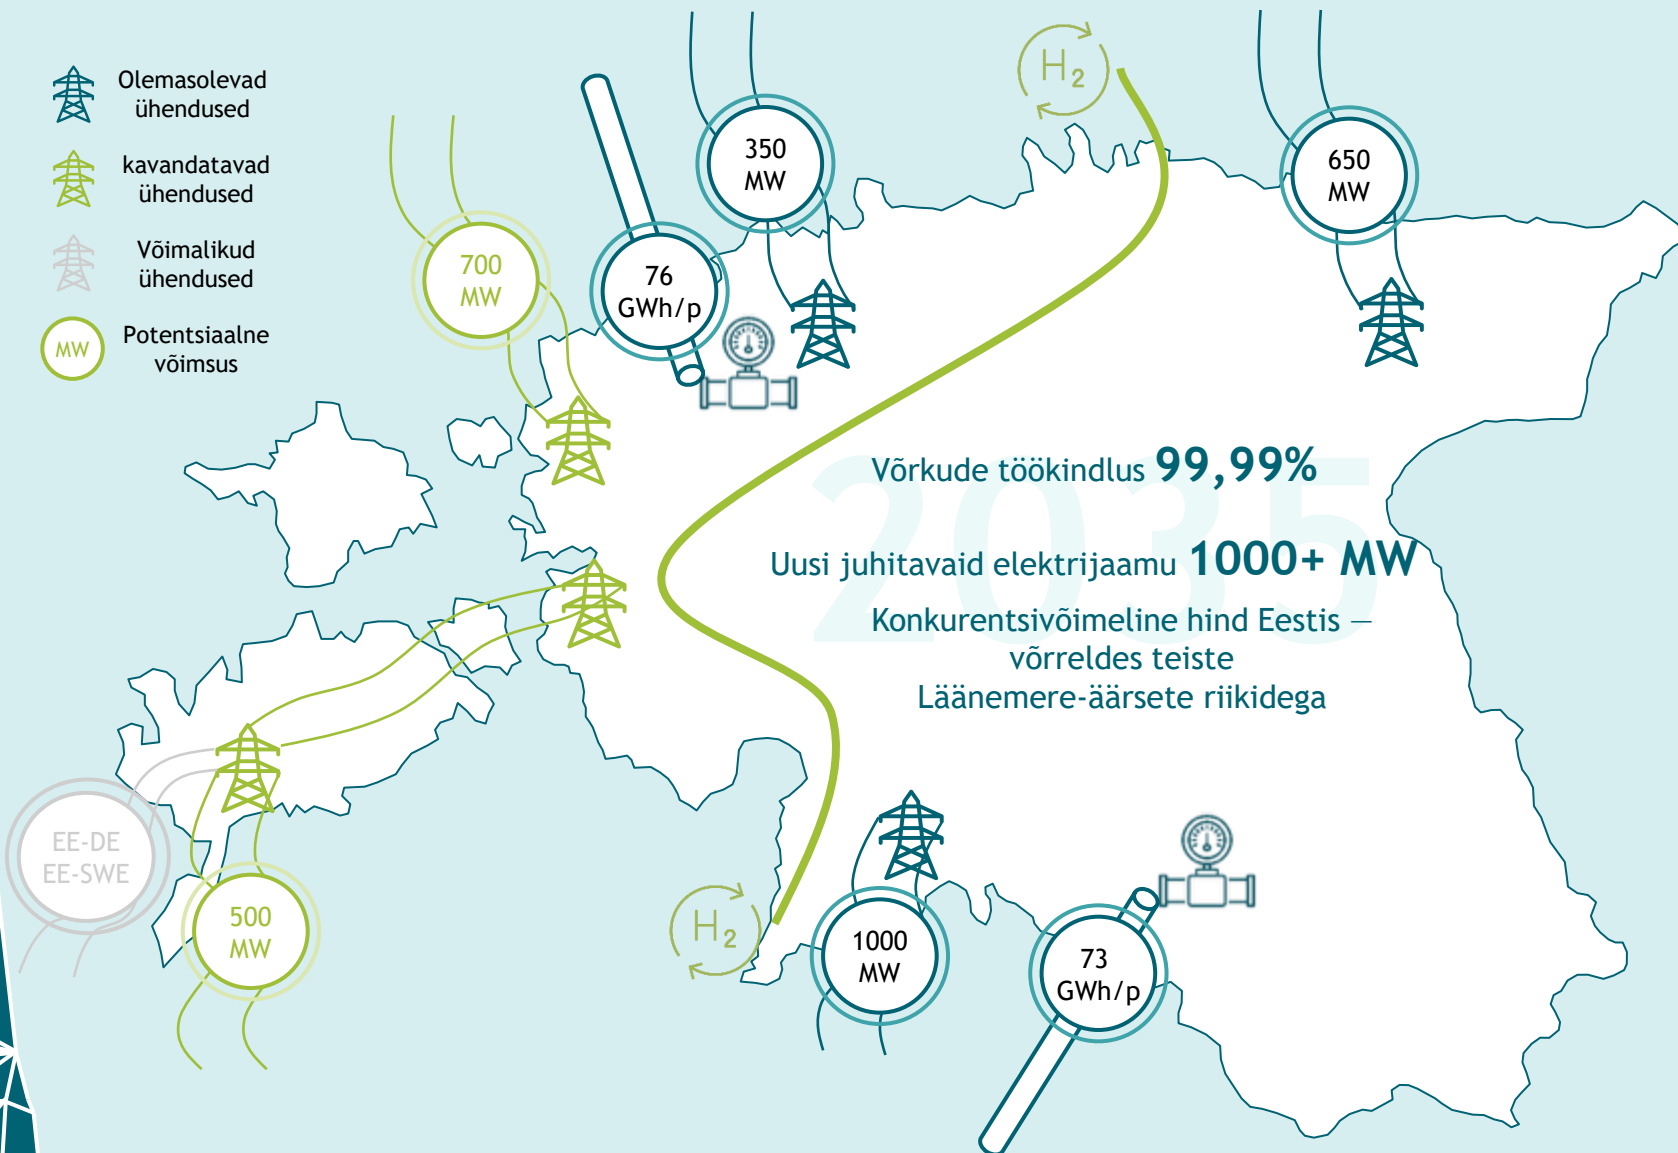 Olemasolevad
ühendused
kavandatavad
ühendused
Võimalikud
ühendused
MW
Potentsiaalne
võimsus
H2
350
MW
650
MW
700
MW
76
GWh/p
2035
Võrkude töökindlus 99,99%
Uusi juhitavaid elektrijaamu 1000+ MW
Konkurentsivõimeline hind Eestis —
võrreldes teiste
Läänemere-äärsete riikidega
EE-DE
EE-SWE
500
MW
H2
1000
MW
73
GWh/p